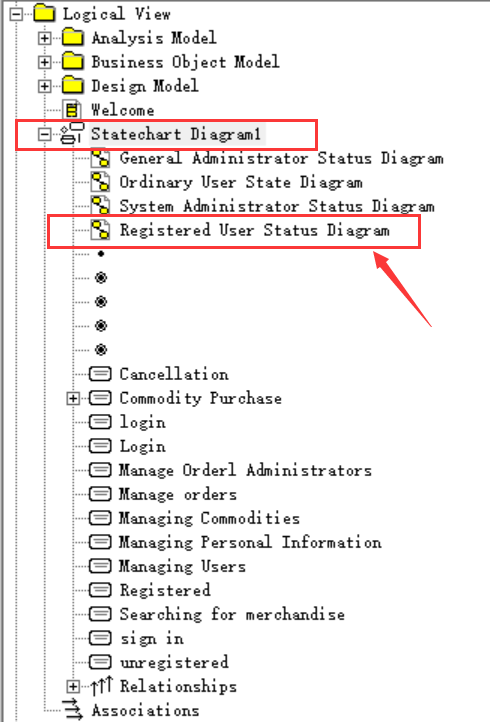 Logical View
Analysis Model
Business Object Model
Design Model
Welcome
Statechart Diagram1
General Administrator Status Diagram
Ordinary User State Diagram
System Administrator Status Diagram
Registered User Status Diagram
Cancellation
Commodity Purchase
login
Login
Manage Orderl Administrators
Manage orders
Managing Commodities
Managing Personal Information
Managing Users
Registered
Searching for merchandise
sign in
unregistered
Relationships
Associations